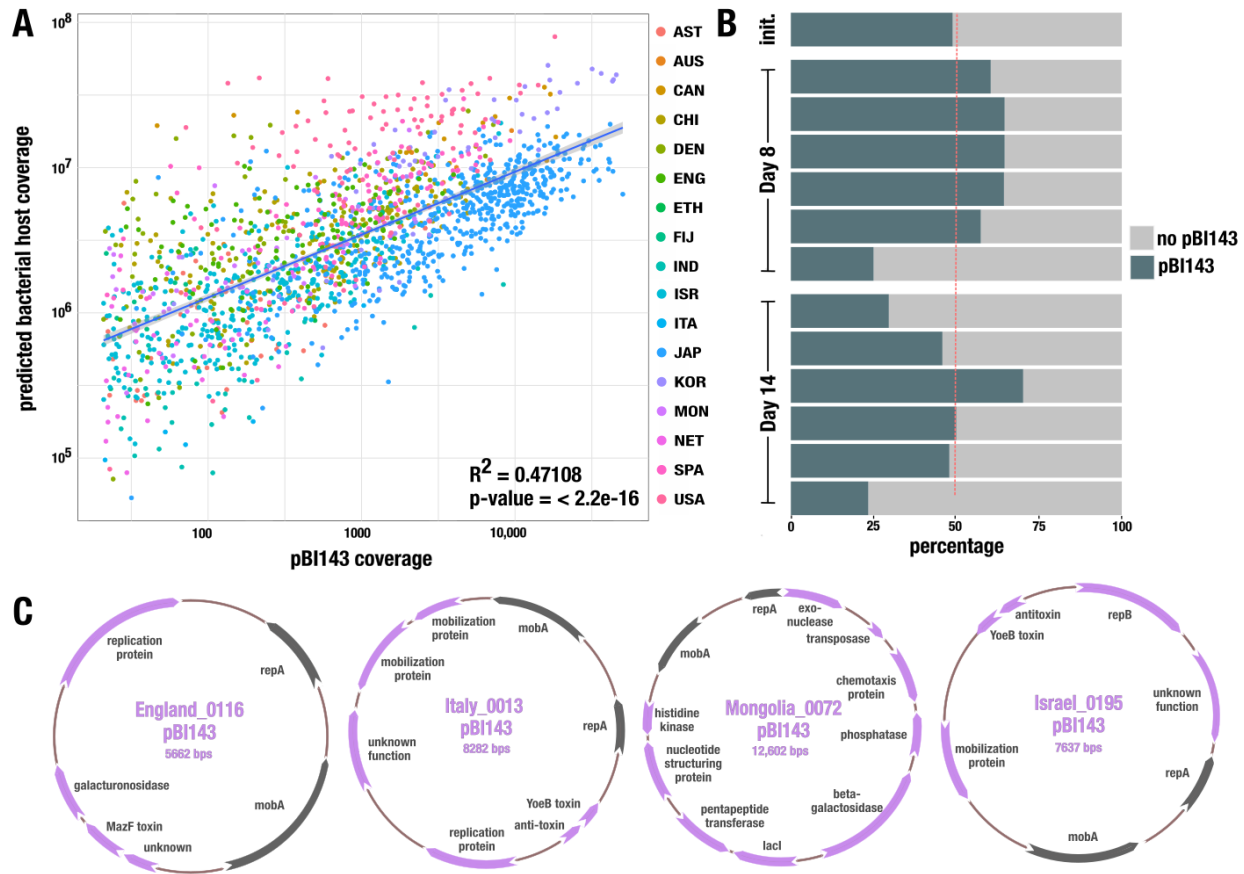 A
10⁸
10⁷
10⁶
10⁵
predicted bacterial host coverage
100
1000
10,000
pBI143 coverage
R² = 0.47108
p-value = < 2.2e-16
AST
AUS
CAN
CHI
DEN
ENG
ETH
FIJ
IND
ISR
ITA
JAP
KOR
MON
NET
SPA
USA
B
init.
Day 8
Day 14
0
25
50
75
100
percentage
no pBI143
pBI143
C
replication
protein
repA
England_0116
pBI143
5662 bps
galacturonosidase
mobA
MazF toxin
unknown
mobilization
protein
mobA
mobilization
protein
Italy_0013
pBI143
8282 bps
repA
unknown
function
YoeB toxin
anti-toxin
replication
protein
repA
exo-
nuclease
transposase
mobA
chemotaxis
protein
Mongolia_0072
pBI143
12,602 bps
histidine
kinase
phosphatase
nucleotide
structuring
protein
beta-
galactosidase
pentapeptide
transferase
lacI
antitoxin
YoeB toxin
repB
Israel_0195
pBI143
7637 bps
unknown
function
mobilization
protein
repA
mobA